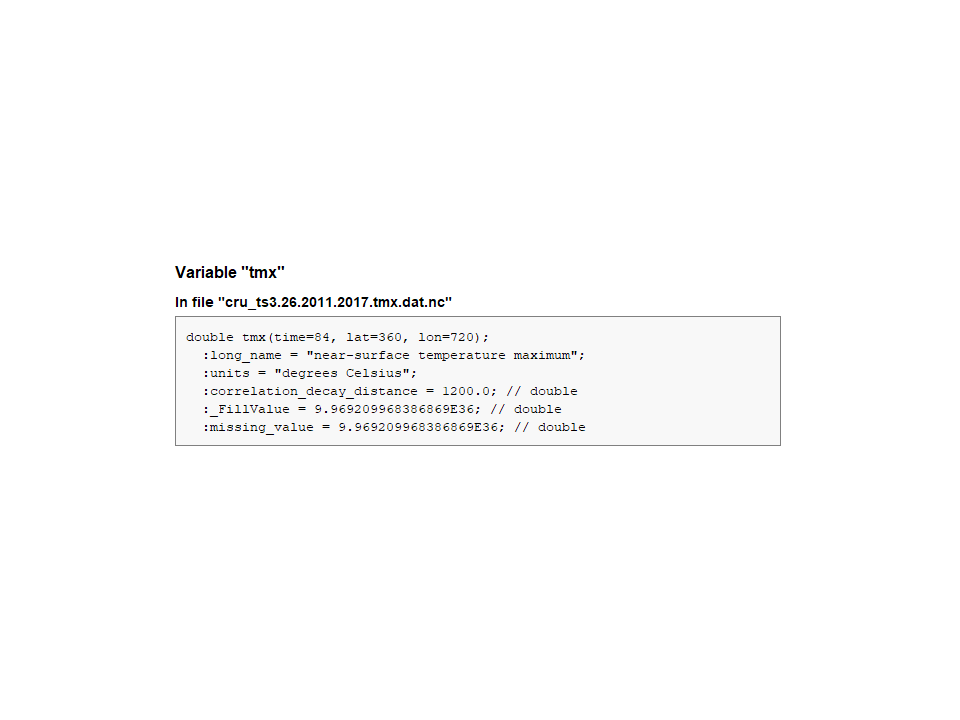 Variable "tmx"
In file "cru_ts3.26.2011.2017.tmx.dat.nc"
double tmx(time=84, lat=360, lon=720);
:long_name = "near-surface temperature maximum";
:units = "degrees Celsius";
:correlation_decay_distance = 1200.0; // double
:_FillValue = 9.969209968386869E36; // double
:missing_value = 9.969209968386869E36; // double